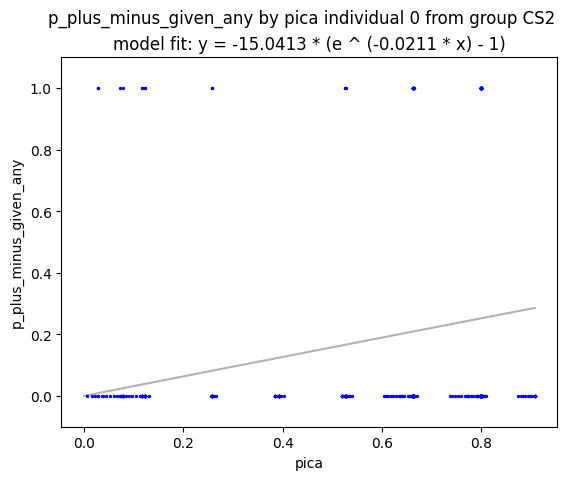 p_plus_minus_given_any by pica individual 0 from group CS2
model fit: y = -15.0413 * (e ^ (-0.0211 * x) - 1)
1.0
0.8
0.6
0.4
0.2
0.0
p_plus_minus_given_any
0.0 0.2 0.4 0.6 0.8
pica